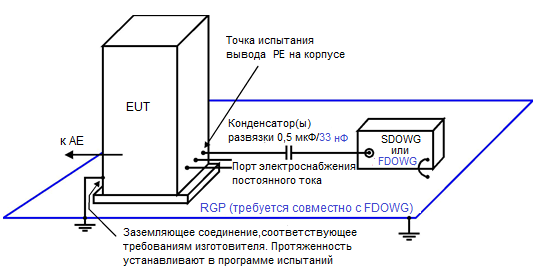 Точка испытания
вывода PE на корпусе
EUT
Конденсатор(ы)
развязки 0,5 мкФ/33 нФ
SDOWG
или
FDOWG
к AE
Порт электроснабжения
постоянного тока
RGP (требуется совместно с FDOWG)
Заземляющее соединение,соответствующее
требованиям изготовителя. Протяженность
устанавливают в программе испытаний